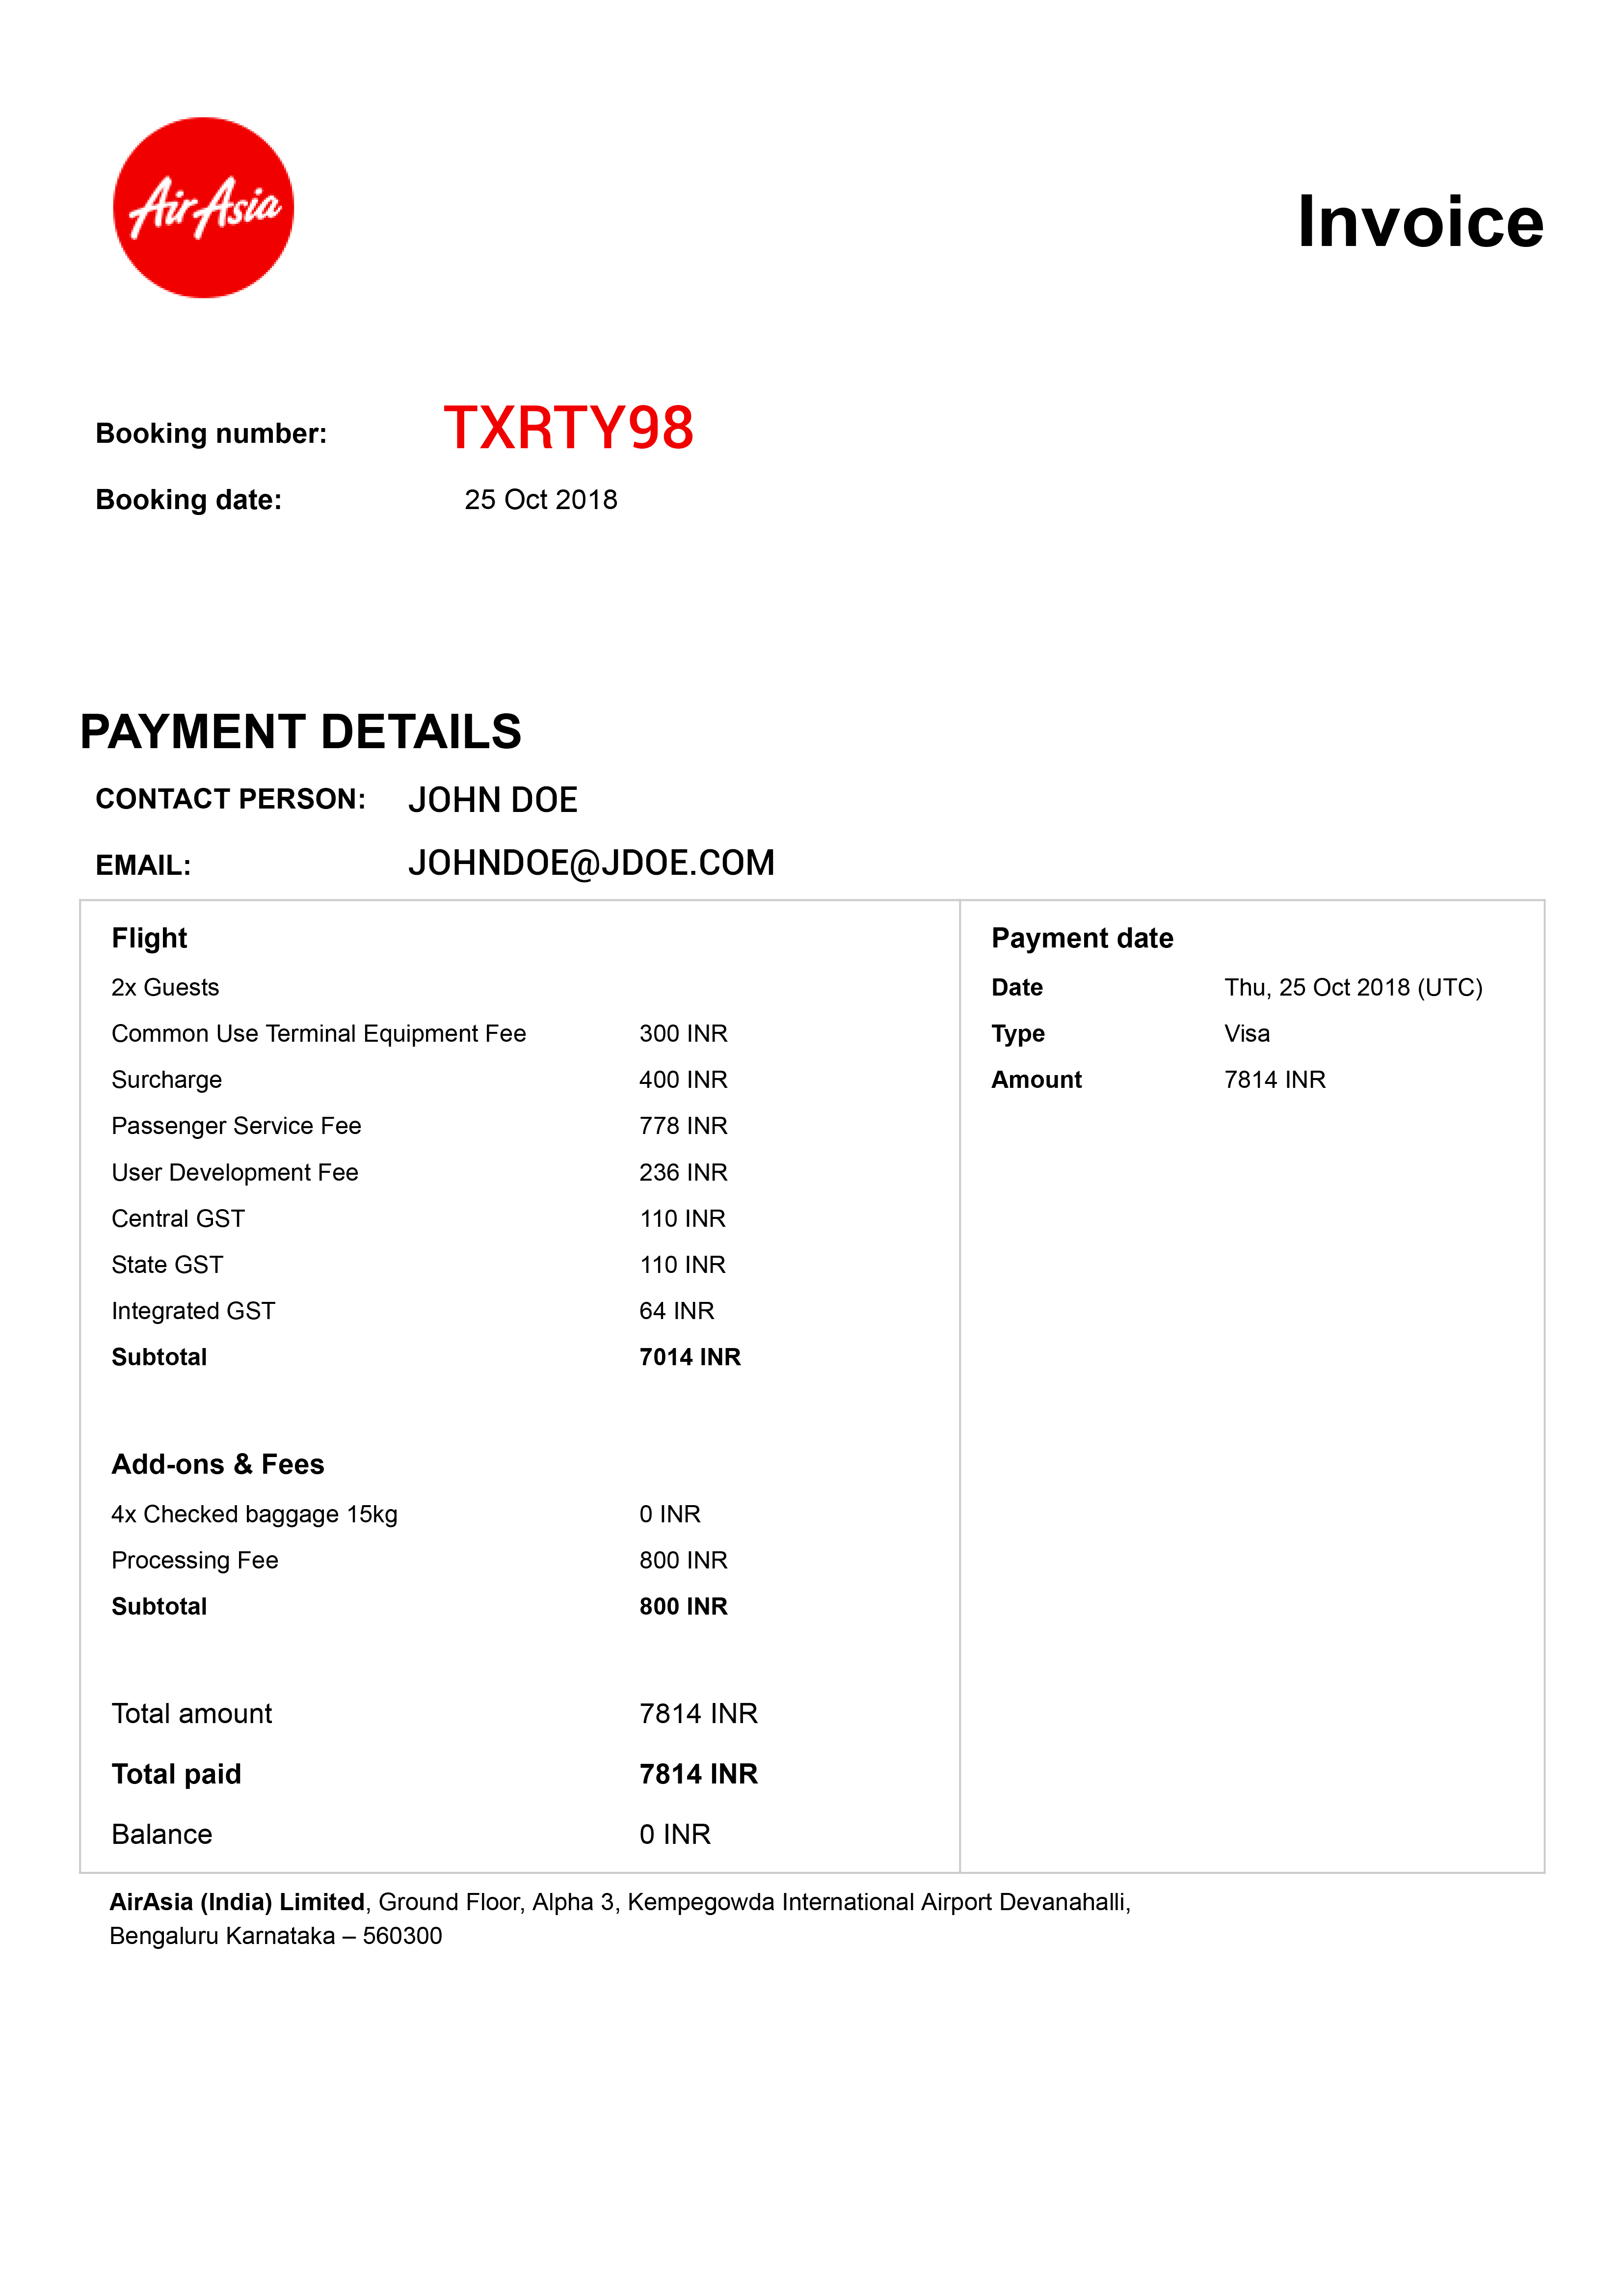 AirAsia
Invoice
Booking number: TXRTY98
Booking date: 25 Oct 2018
PAYMENT DETAILS
CONTACT PERSON: JOHN DOE
EMAIL: JOHNDOE@JDOE.COM
Flight
2x Guests
Common Use Terminal Equipment Fee 300 INR
Surcharge 400 INR
Passenger Service Fee 778 INR
User Development Fee 236 INR
Central GST 110 INR
State GST 110 INR
Integrated GST 64 INR
Subtotal 7014 INR
Add-ons & Fees
4x Checked baggage 15kg 0 INR
Processing Fee 800 INR
Subtotal 800 INR
Total amount 7814 INR
Total paid 7814 INR
Balance 0 INR
Payment date
Date Thu, 25 Oct 2018 (UTC)
Type Visa
Amount 7814 INR
AirAsia (India) Limited, Ground Floor, Alpha 3, Kempegowda International Airport Devanahalli,
Bengaluru Karnataka – 560300